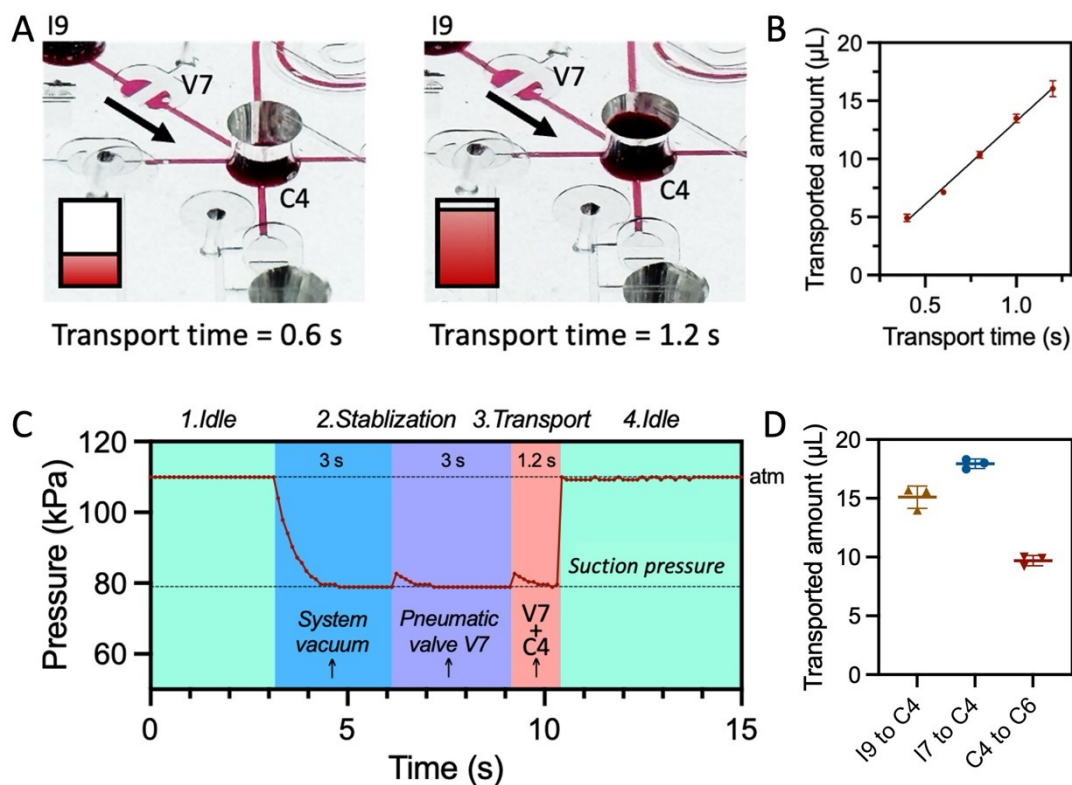 A
I9
V7
C4
Transport time = 0.6 s
I9
V7
C4
Transport time = 1.2 s
B
Transported amount (µL)
20
15
10
5
0
0.5 1.0
Transport time (s)
C
1.Idle 2.Stablization 3.Transport 4.Idle
Pressure (kPa)
120
100
80
60
3 s 3 s 1.2 s
atm
Suction pressure
System
vacuum
↑
Pneumatic
valve V7
↑
V7
+
C4
↑
0 5 10 15
Time (s)
D
Transported amount (µL)
20
15
10
5
0
I9 to C4
I7 to C4
C4 to C6